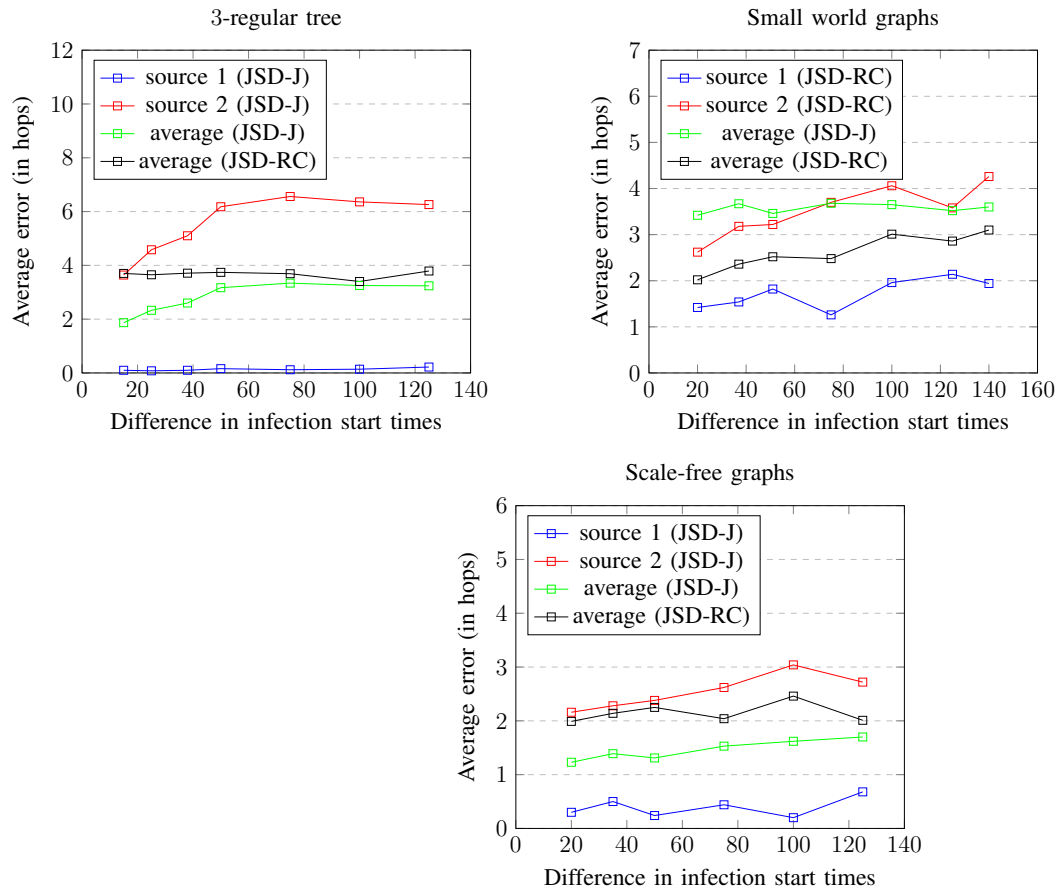 3-regular tree
12
10
8
6
4
2
0
0 20 40 60 80 100 120 140
Average error (in hops)
Difference in infection start times
source 1 (JSD-J)
source 2 (JSD-J)
average (JSD-J)
average (JSD-RC)
Small world graphs
7
6
5
4
3
2
1
0
0 20 40 60 80 100 120 140 160
Average error (in hops)
Difference in infection start times
source 1 (JSD-RC)
source 2 (JSD-RC)
average (JSD-J)
average (JSD-RC)
Scale-free graphs
6
5
4
3
2
1
0
0 20 40 60 80 100 120 140
Average error (in hops)
Difference in infection start times
source 1 (JSD-J)
source 2 (JSD-J)
average (JSD-J)
average (JSD-RC)